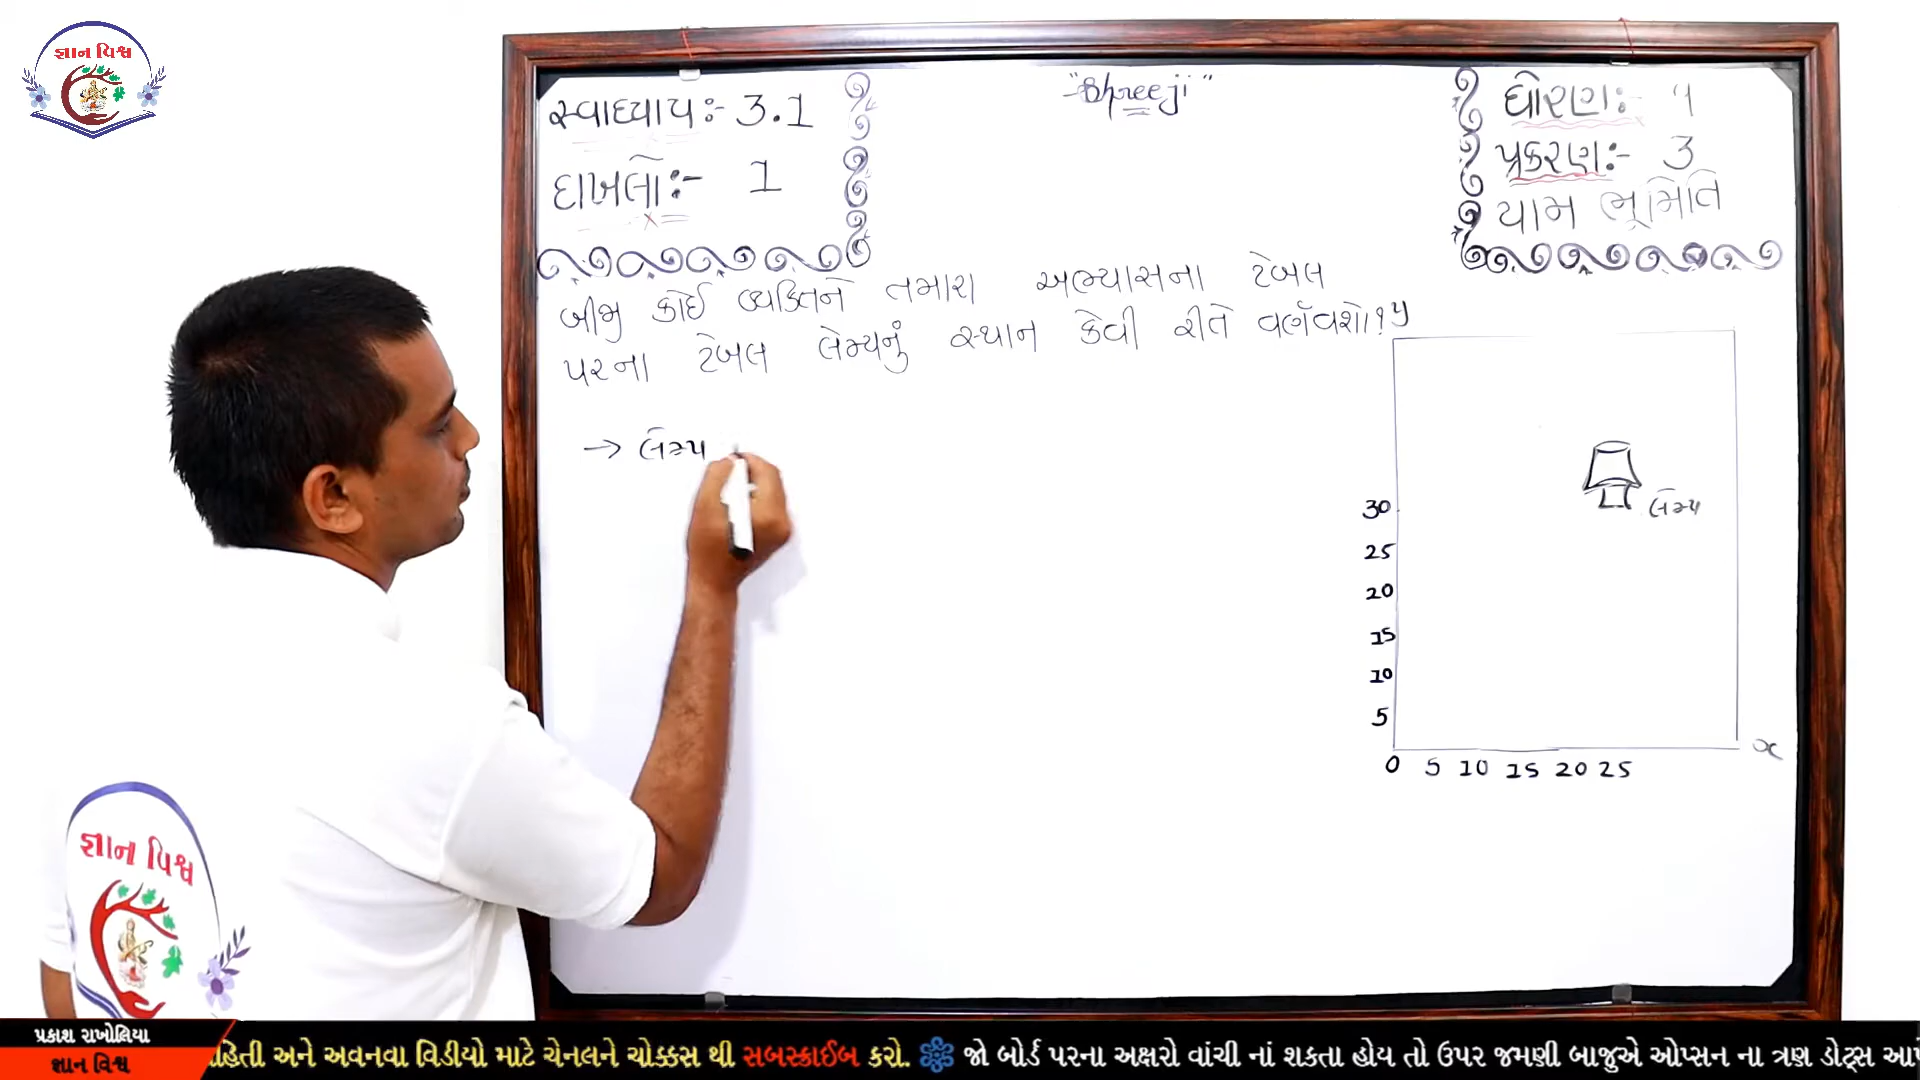 જ્ઞાન વિશ્વ
સ્વાધ્યાય:- 3.1
દાખલો:- 1
"Shreeji"
ધોરણ:- ૧
પ્રકરણ:- 3
યામ ભૂમિતિ
બીજી કોઈ વ્યક્તિને તમારા અભ્યાસના ટેબલ
પરના ટેબલ લેમ્પનું સ્થાન કેવી રીતે વર્ણવશો?
y
→ લેમ્પ
લેમ્પ
30
25
20
15
10
5
x
0 5 10 15 20 25
જ્ઞાન વિશ્વ
પ્રકાશ રાખોલિયા
જ્ઞાન વિશ્વ
હિતી અને અવનવા વિડીયો માટે ચેનલને ચોક્કસ થી સબસ્ક્રાઈબ કરો. જો બોર્ડ પરના અક્ષરો વાંચી નાં શકતા હોય તો ઉપર જમણી બાજુએ ઓપ્સન ના ત્રણ ડોટ્સ આપે